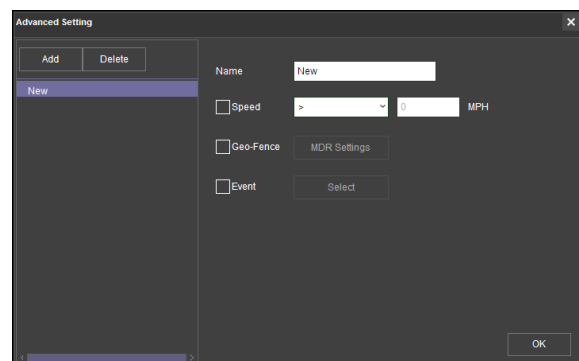 Advanced Setting
Add Delete
New
Name New
Speed > 0 MPH
Geo-Fence MDR Settings
Event Select
OK